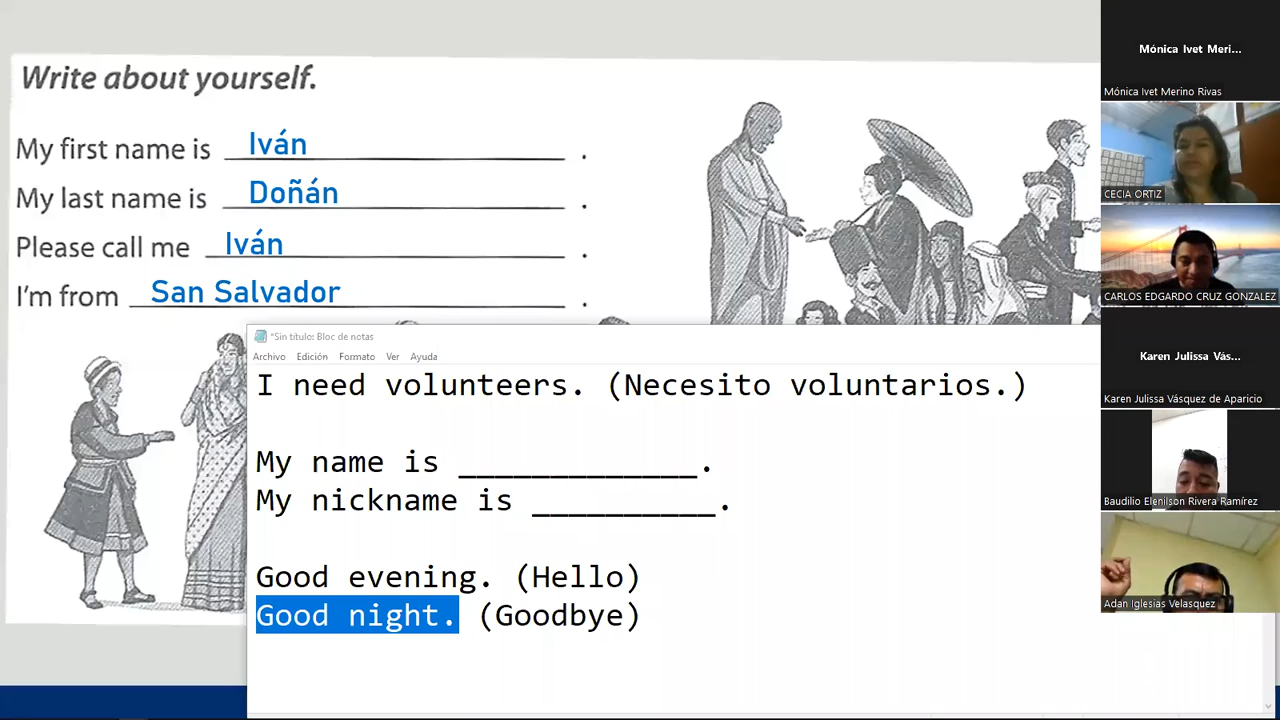 Write about yourself.
My first name is Iván .
My last name is Doñán .
Please call me Iván .
I'm from San Salvador .
*Sin título: Bloc de notas
Archivo Edición Formato Ver Ayuda
I need volunteers. (Necesito voluntarios.)
My name is _____________.
My nickname is __________.
Good evening. (Hello)
Good night. (Goodbye)
Mónica Ivet Meri...
Mónica Ivet Merino Rivas
CECIA ORTIZ
CARLOS EDGARDO CRUZ GONZALEZ
Karen Julissa Vás...
Karen Julissa Vásquez de Aparicio
Baudilio Elenilson Rivera Ramírez
Adan Iglesias Velasquez